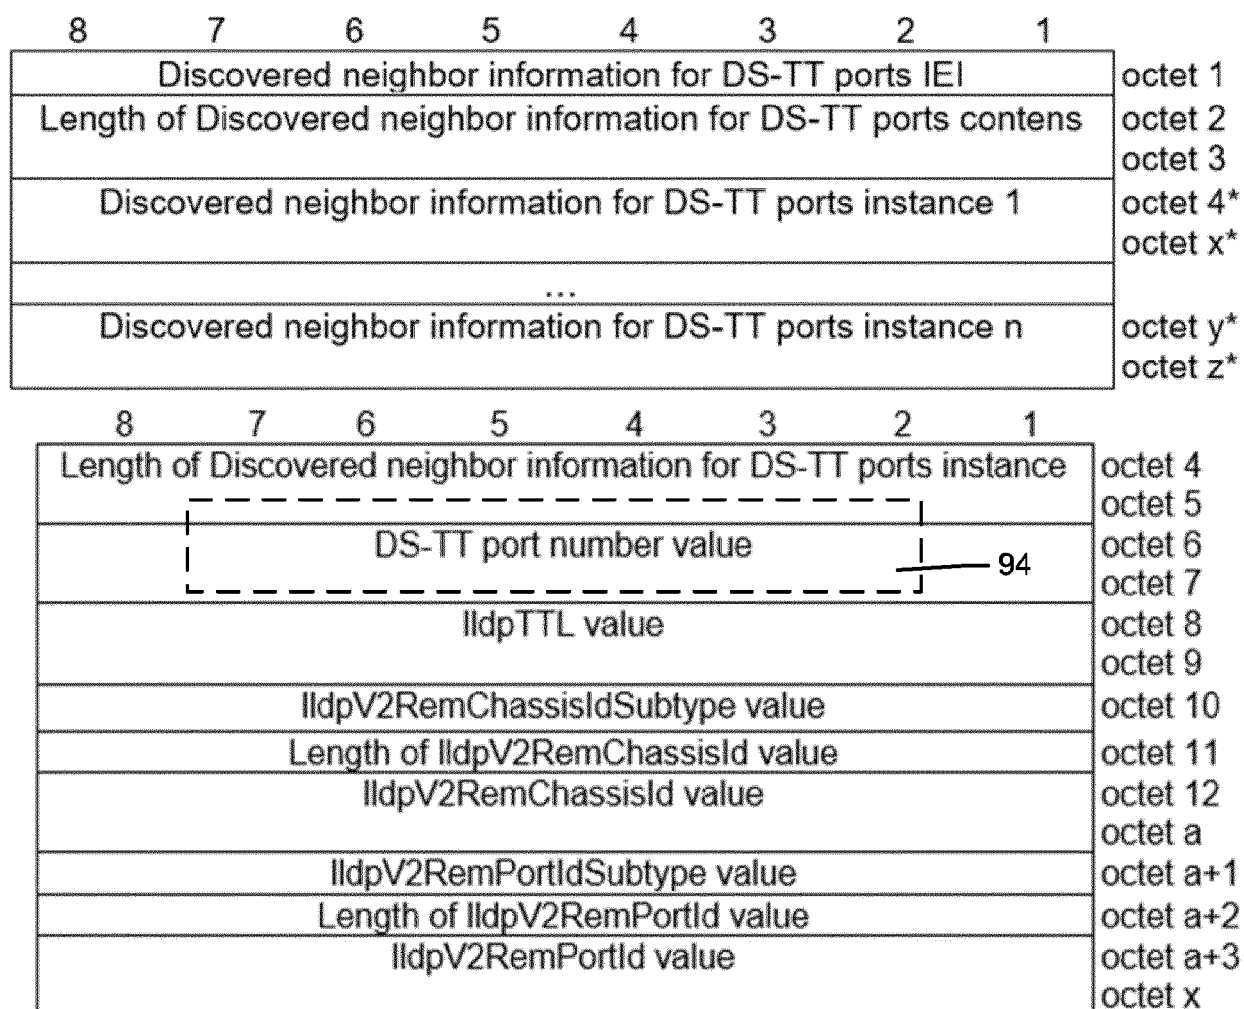 8 7 6 5 4 3 2 1
Discovered neighbor information for DS-TT ports IEI octet 1
Length of Discovered neighbor information for DS-TT ports contens octet 2
octet 3
Discovered neighbor information for DS-TT ports instance 1 octet 4*
octet x*
...
Discovered neighbor information for DS-TT ports instance n octet y*
octet z*
8 7 6 5 4 3 2 1
Length of Discovered neighbor information for DS-TT ports instance octet 4
octet 5
DS-TT port number value octet 6
94
octet 7
lldpTTL value octet 8
octet 9
lldpV2RemChassisIdSubtype value octet 10
Length of lldpV2RemChassisId value octet 11
lldpV2RemChassisId value octet 12
octet a
lldpV2RemPortIdSubtype value octet a+1
Length of lldpV2RemPortId value octet a+2
lldpV2RemPortId value octet a+3
octet x